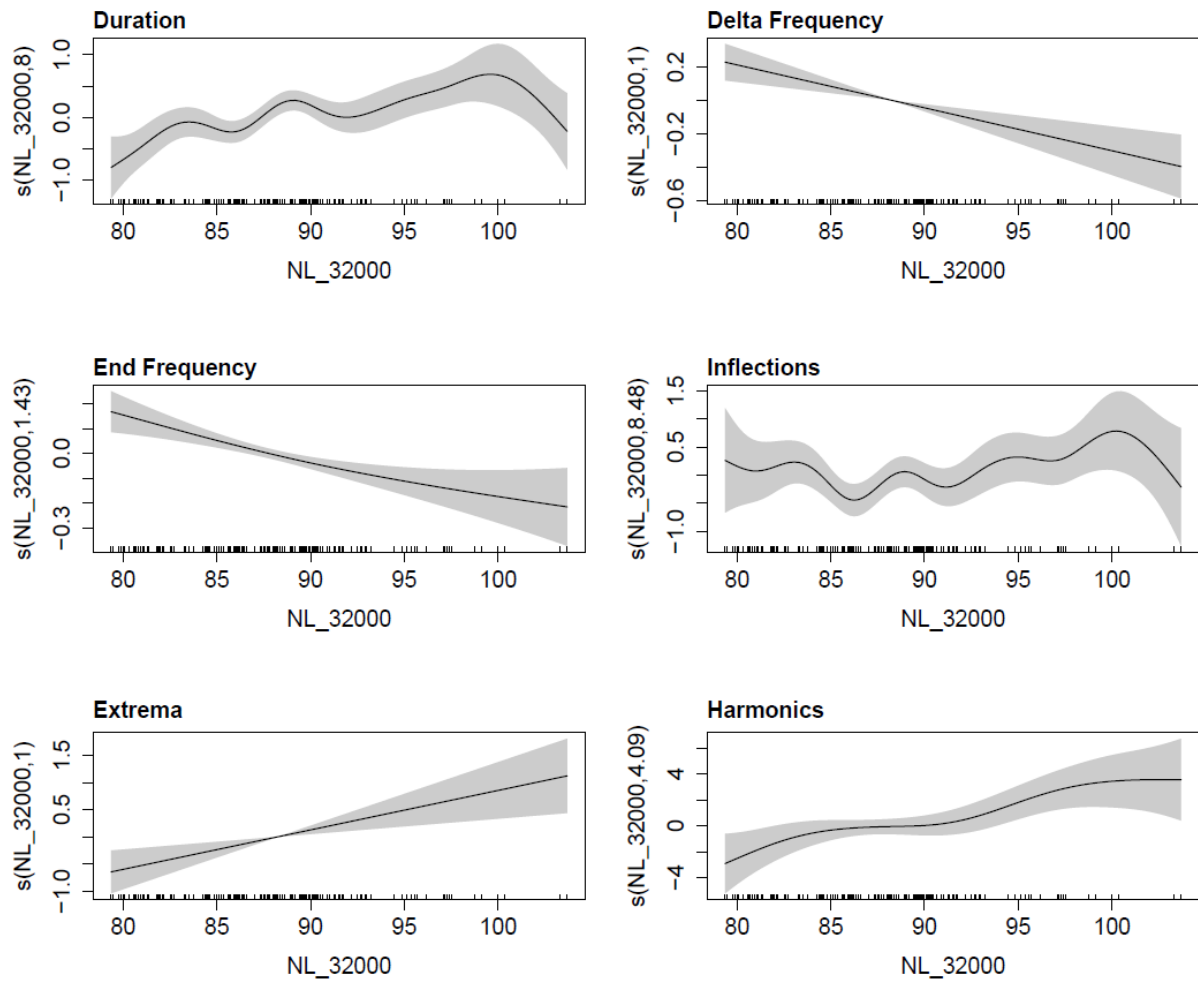 Duration
s(NL_32000,8)
1.0
0.0
−1.0
80 85 90 95 100
NL_32000
Delta Frequency
s(NL_32000,1)
0.2
−0.2
−0.6
80 85 90 95 100
NL_32000
End Frequency
s(NL_32000,1.43)
0.0
−0.3
80 85 90 95 100
NL_32000
Inflections
s(NL_32000,8.48)
1.5
0.5
−1.0
80 85 90 95 100
NL_32000
Extrema
s(NL_32000,1)
1.5
0.5
−1.0
80 85 90 95 100
NL_32000
Harmonics
s(NL_32000,4.09)
4
0
−4
80 85 90 95 100
NL_32000